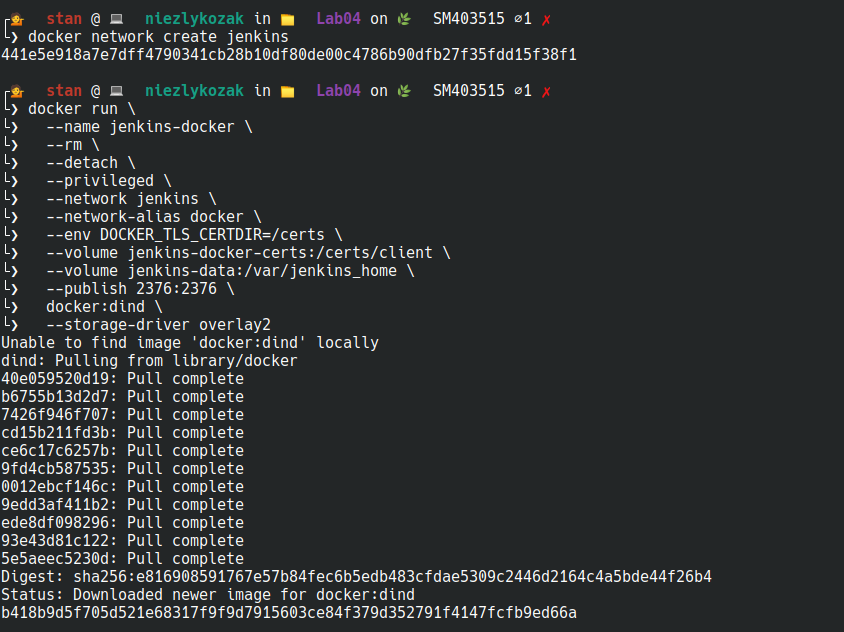 stan @ niezlykozak in Lab04 on SM403515 ∅1 ✗
❯ docker network create jenkins
441e5e918a7e7dff4790341cb28b10df80de00c4786b90dfb27f35fdd15f38f1
stan @ niezlykozak in Lab04 on SM403515 ∅1 ✗
❯ docker run \
❯ --name jenkins-docker \
❯ --rm \
❯ --detach \
❯ --privileged \
❯ --network jenkins \
❯ --network-alias docker \
❯ --env DOCKER_TLS_CERTDIR=/certs \
❯ --volume jenkins-docker-certs:/certs/client \
❯ --volume jenkins-data:/var/jenkins_home \
❯ --publish 2376:2376 \
❯ docker:dind \
❯ --storage-driver overlay2
Unable to find image 'docker:dind' locally
dind: Pulling from library/docker
40e059520d19: Pull complete
b6755b13d2d7: Pull complete
7426f946f707: Pull complete
cd15b211fd3b: Pull complete
ce6c17c6257b: Pull complete
9fd4cb587535: Pull complete
0012ebcf146c: Pull complete
9edd3af411b2: Pull complete
ede8df098296: Pull complete
93e43d81c122: Pull complete
5e5aeec5230d: Pull complete
Digest: sha256:e816908591767e57b84fec6b5edb483cfdae5309c2446d2164c4a5bde44f26b4
Status: Downloaded newer image for docker:dind
b418b9d5f705d521e68317f9f9d7915603ce84f379d352791f4147fcfb9ed66a